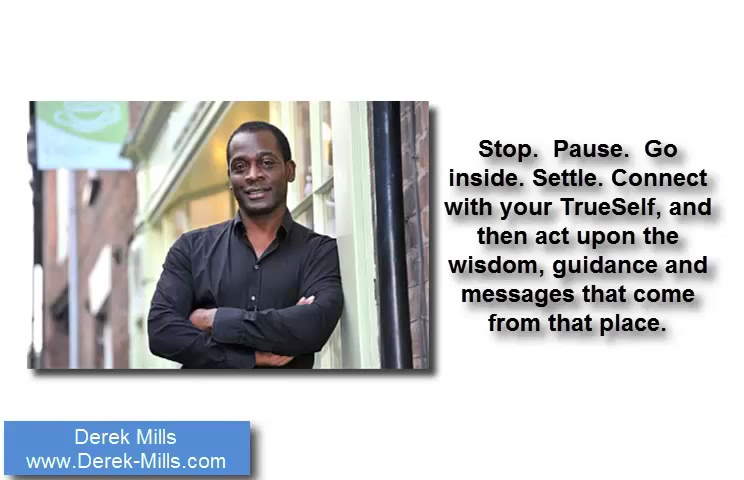 Stop.  Pause.  Go
inside. Settle. Connect
with your TrueSelf, and
then act upon the
wisdom, guidance and
messages that come
from that place.
Derek Mills
www.Derek-Mills.com